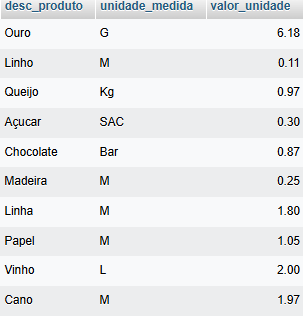 desc_produto unidade_medida valor_unidade
Ouro G 6.18
Linho M 0.11
Queijo Kg 0.97
Açucar SAC 0.30
Chocolate Bar 0.87
Madeira M 0.25
Linha M 1.80
Papel M 1.05
Vinho L 2.00
Cano M 1.97